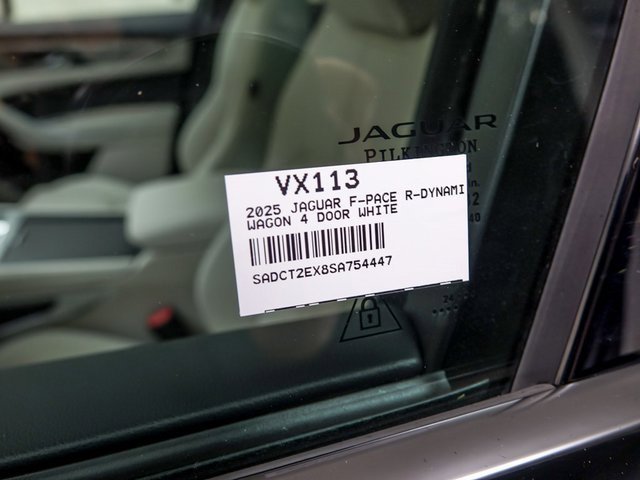 JAGUAR
PILKINGTON
VX113
2025 JAGUAR F-PACE R-DYNAMI
WAGON 4 DOOR WHITE
SADCT2EX8SA754447